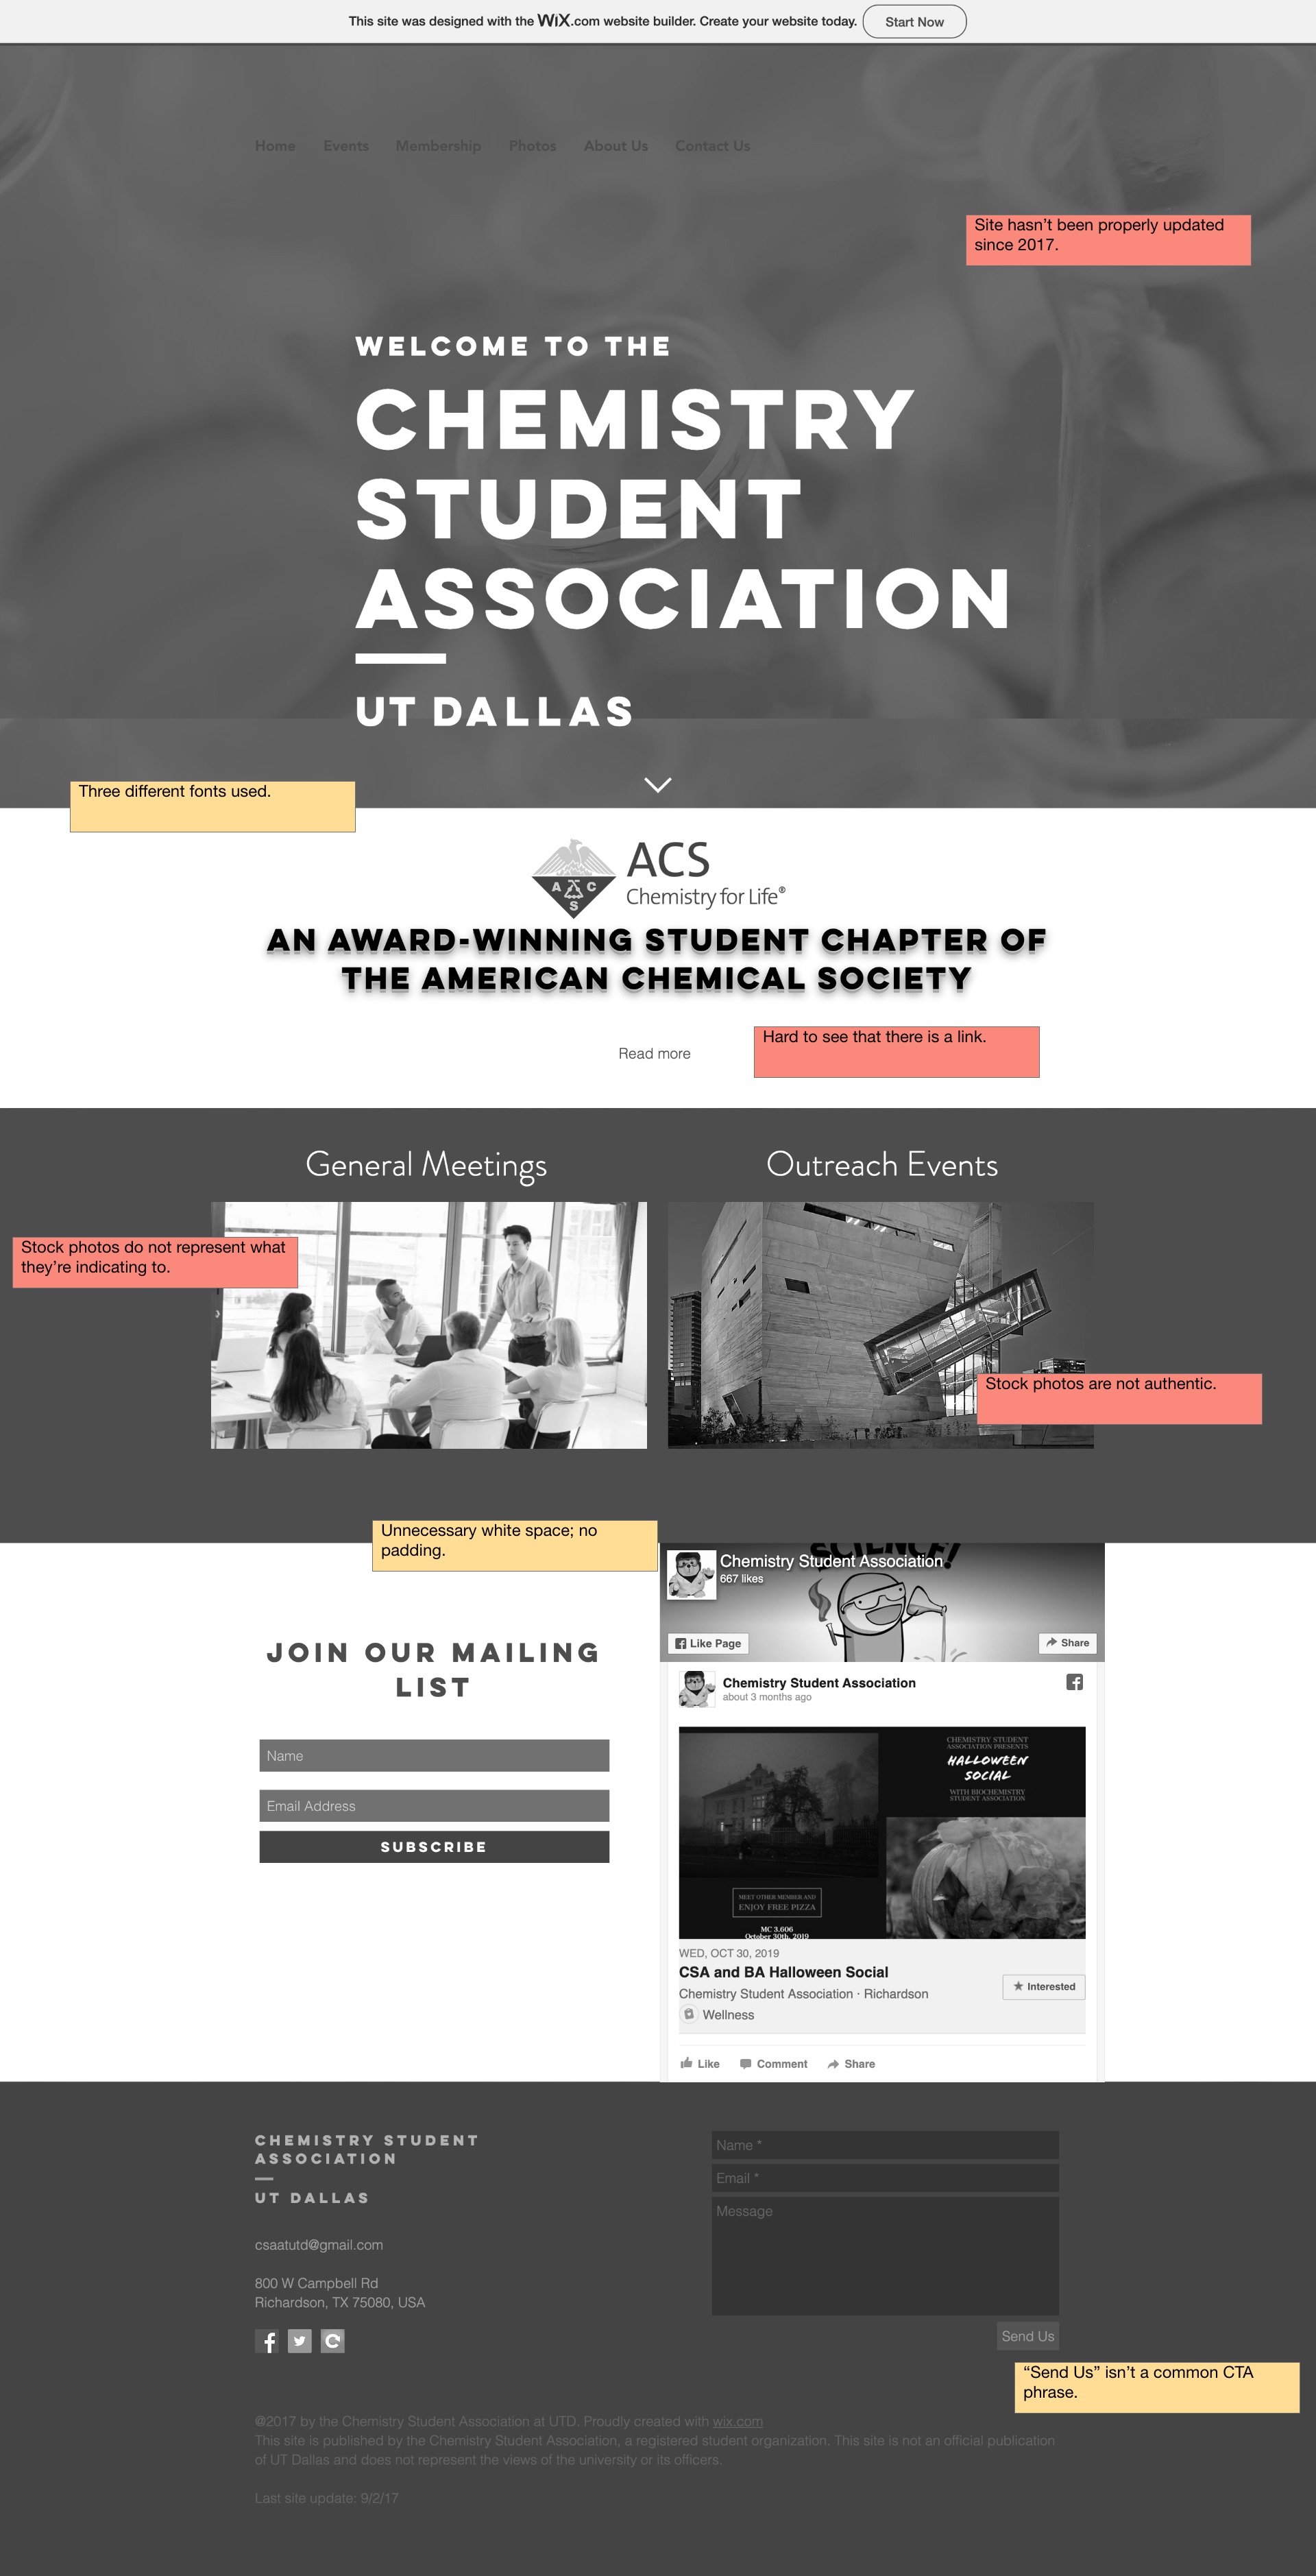 This site was designed with the WiX.com website builder. Create your website today. Start Now
Home Events Membership Photos About Us Contact Us
Site hasn’t been properly updated
since 2017.
WELCOME TO THE
CHEMISTRY
STUDENT
ASSOCIATION
UT DALLAS
Three different fonts used.
A C S
ACS
Chemistry for Life®
AN AWARD-WINNING STUDENT CHAPTER OF
THE AMERICAN CHEMICAL SOCIETY
Hard to see that there is a link.
Read more
General Meetings
Outreach Events
Stock photos do not represent what
they’re indicating to.
Stock photos are not authentic.
Unnecessary white space; no
padding.
SCIENCE!
Chemistry Student Association
667 likes
Like Page
Share
JOIN OUR MAILING
LIST
Name
Email Address
SUBSCRIBE
Chemistry Student Association
about 3 months ago
CHEMISTRY STUDENT
ASSOCIATION PRESENTS
HALLOWEEN
SOCIAL
WITH BIOCHEMISTRY
STUDENT ASSOCIATION
MEET OTHER MEMBER AND
ENJOY FREE PIZZA
MC 3.606
October 30th, 2019
WED, OCT 30, 2019
CSA and BA Halloween Social
Chemistry Student Association · Richardson
Wellness
Interested
Like Comment Share
CHEMISTRY STUDENT
ASSOCIATION
UT DALLAS
csaatutd@gmail.com
800 W Campbell Rd
Richardson, TX 75080, USA
Name *
Email *
Message
Send Us
“Send Us” isn’t a common CTA
phrase.
@2017 by the Chemistry Student Association at UTD. Proudly created with wix.com
This site is published by the Chemistry Student Association, a registered student organization. This site is not an official publication
of UT Dallas and does not represent the views of the university or its officers.
Last site update: 9/2/17